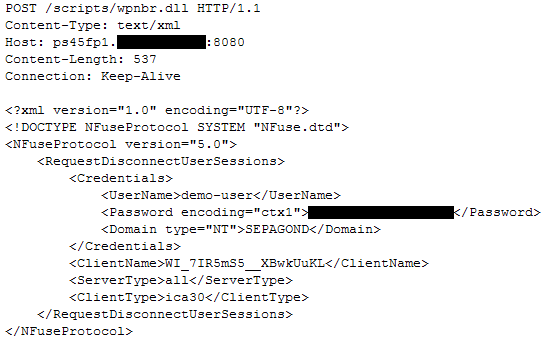 POST /scripts/wpnbr.dll HTTP/1.1
Content-Type: text/xml
Host: ps45fp1. :8080
Content-Length: 537
Connection: Keep-Alive

<?xml version="1.0" encoding="UTF-8"?>
<!DOCTYPE NFuseProtocol SYSTEM "NFuse.dtd">
<NFuseProtocol version="5.0">
    <RequestDisconnectUserSessions>
        <Credentials>
            <UserName>demo-user</UserName>
            <Password encoding="ctx1"> </Password>
            <Domain type="NT">SEPAGOND</Domain>
        </Credentials>
        <ClientName>WI_7IR5mS5__XBwkUuKL</ClientName>
        <ServerType>all</ServerType>
        <ClientType>ica30</ClientType>
    </RequestDisconnectUserSessions>
</NFuseProtocol>